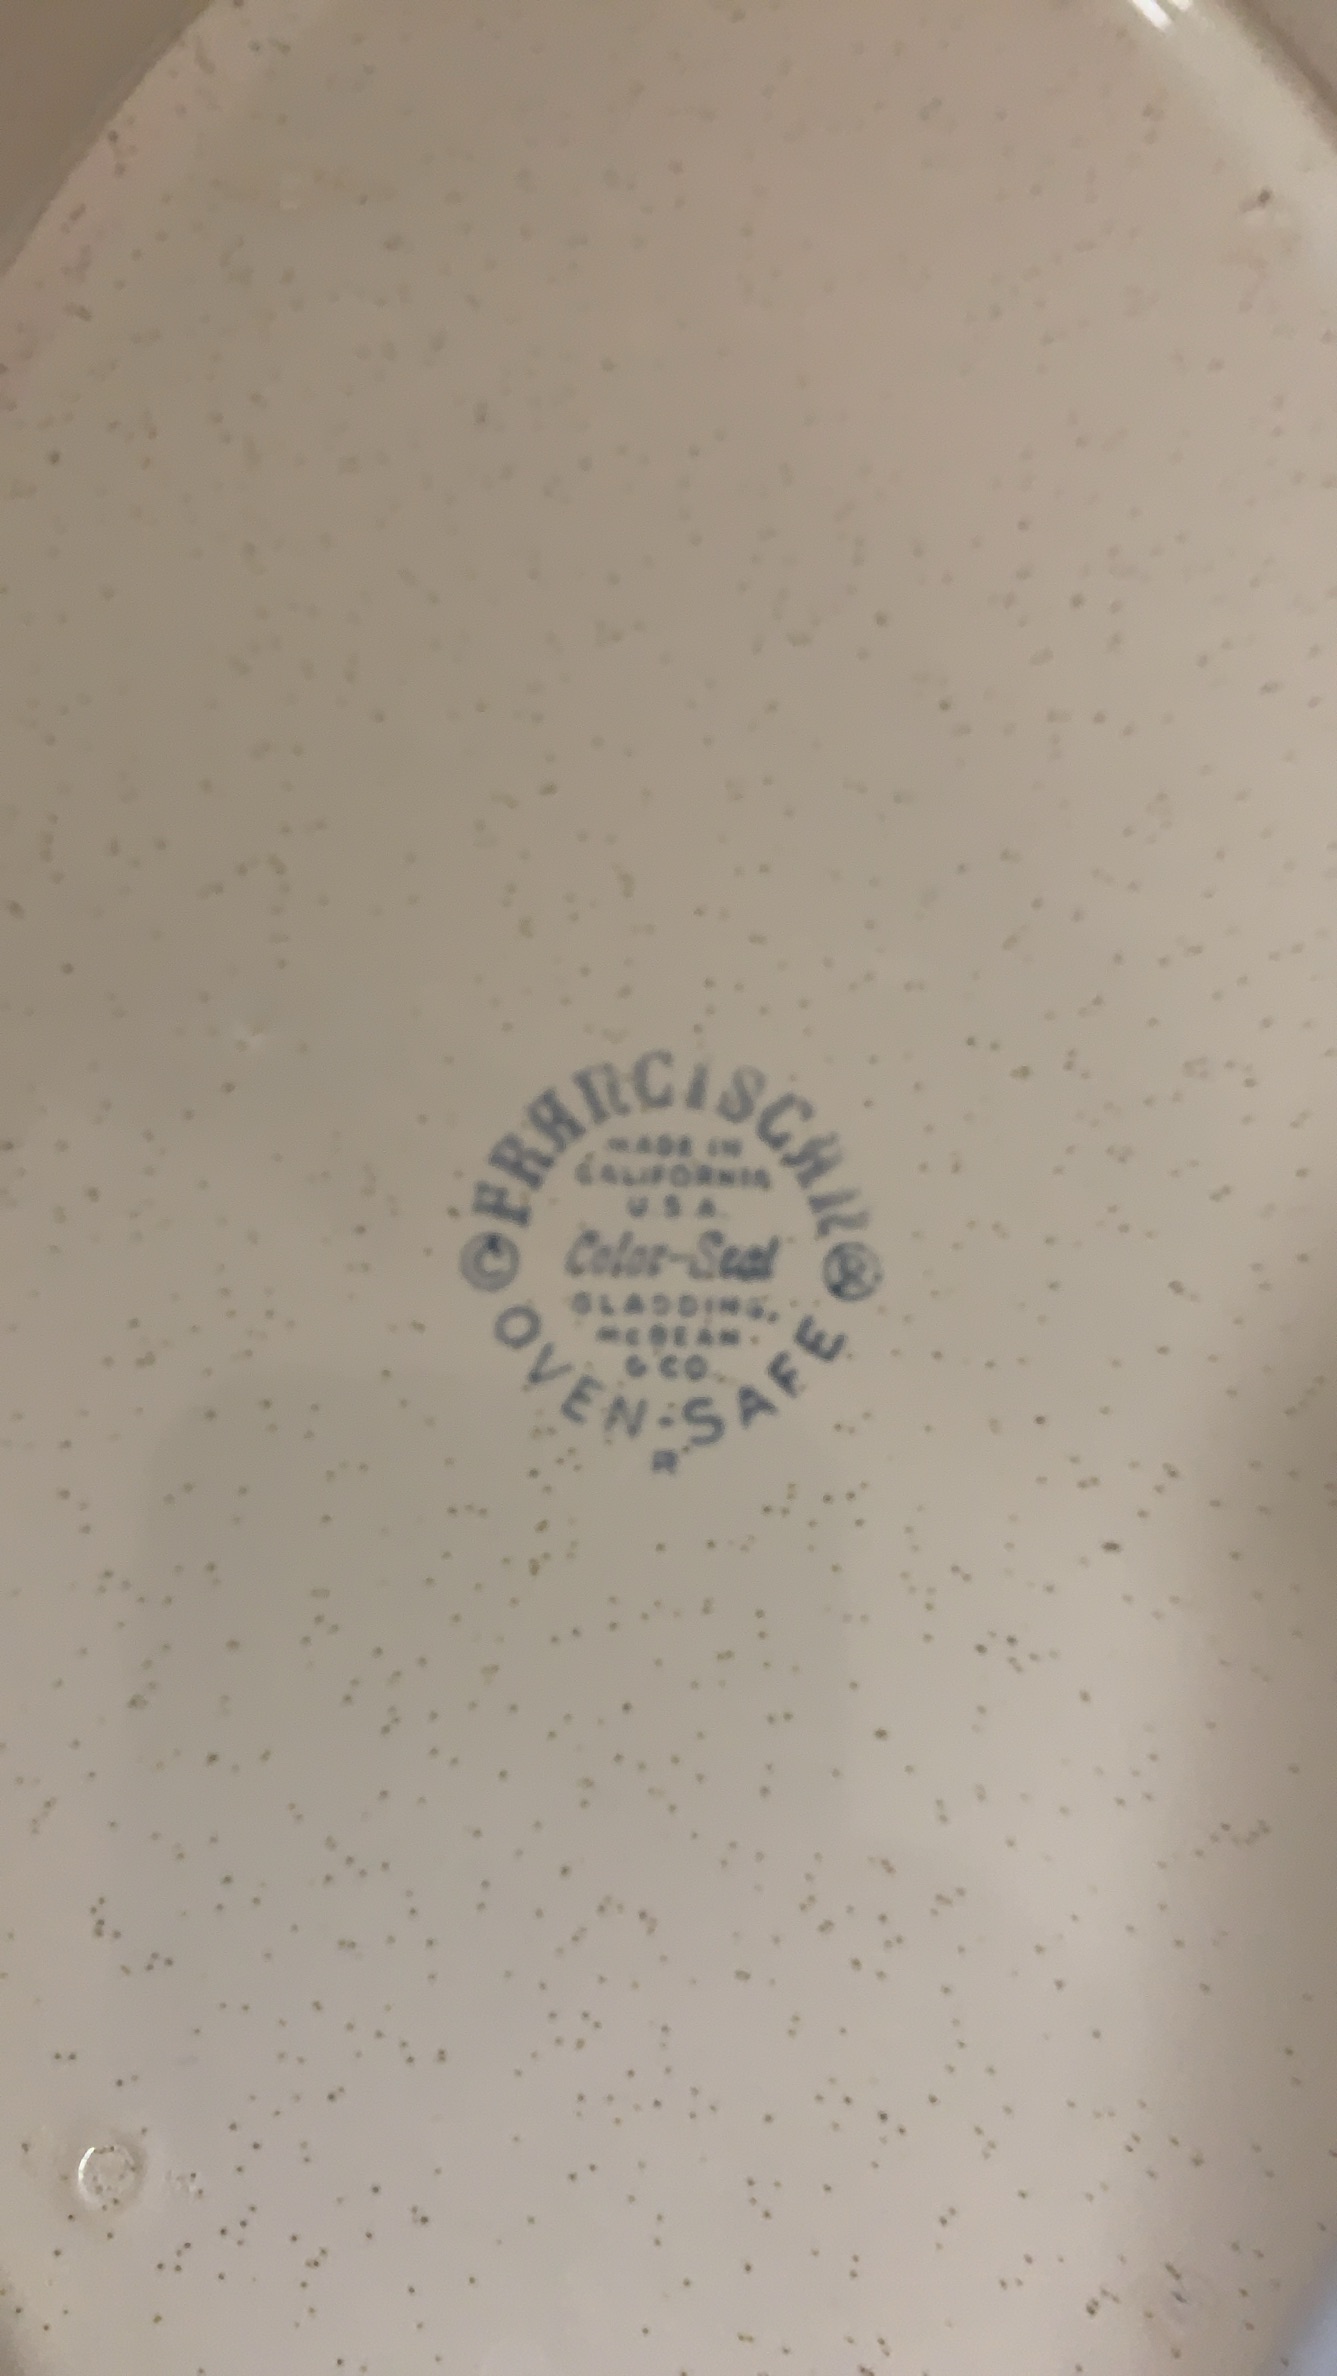 © FRANCISCAN ®
MADE IN
CALIFORNIA
U.S.A.
Color-Seal
GLADDING,
McBEAN
& CO.
OVEN-SAFE
R